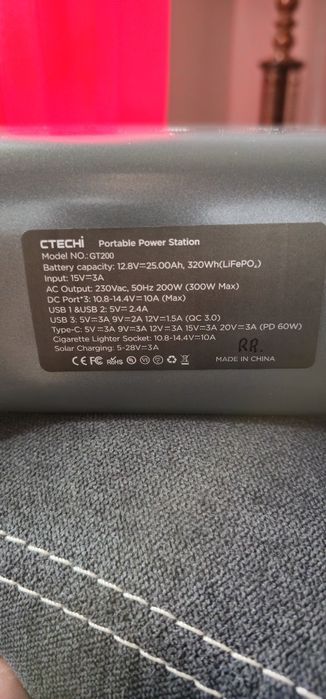 CTECHi Portable Power Station
Model NO.: GT200
Battery capacity: 12.8V⎓25.00Ah, 320Wh(LiFePO₄)
Input: 15V⎓3A
AC Output: 230Vac, 50Hz 200W (300W Max)
DC Port*3: 10.8-14.4V⎓10A (Max)
USB 1 &USB 2: 5V⎓ 2.4A
USB 3: 5V⎓3A 9V⎓2A 12V⎓1.5A (QC 3.0)
Type-C: 5V⎓3A 9V⎓3A 12V⎓3A 15V⎓3A 20V⎓3A (PD 60W)
Cigarette Lighter Socket: 10.8-14.4V⎓10A
Solar Charging: 5-28V⎓3A
R.R.
CE FC RoHS MADE IN CHINA